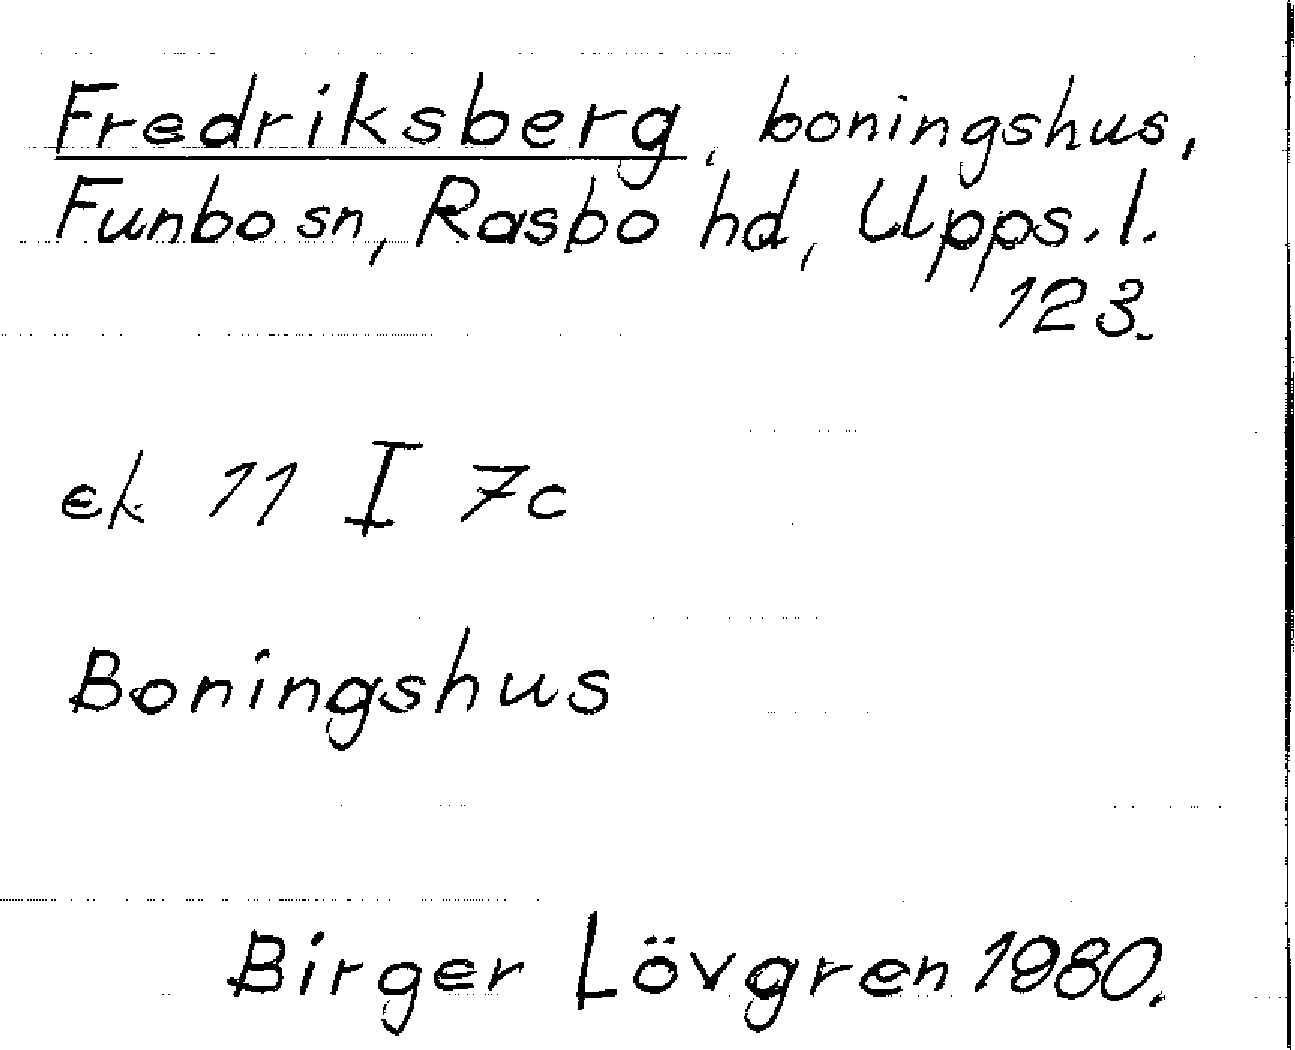 Fredriksberg, boningshus,
Funbo sn, Rasbo hd, Upps. l.
123.
ek 11 I 7c
Boningshus
Birger Lövgren 1980.